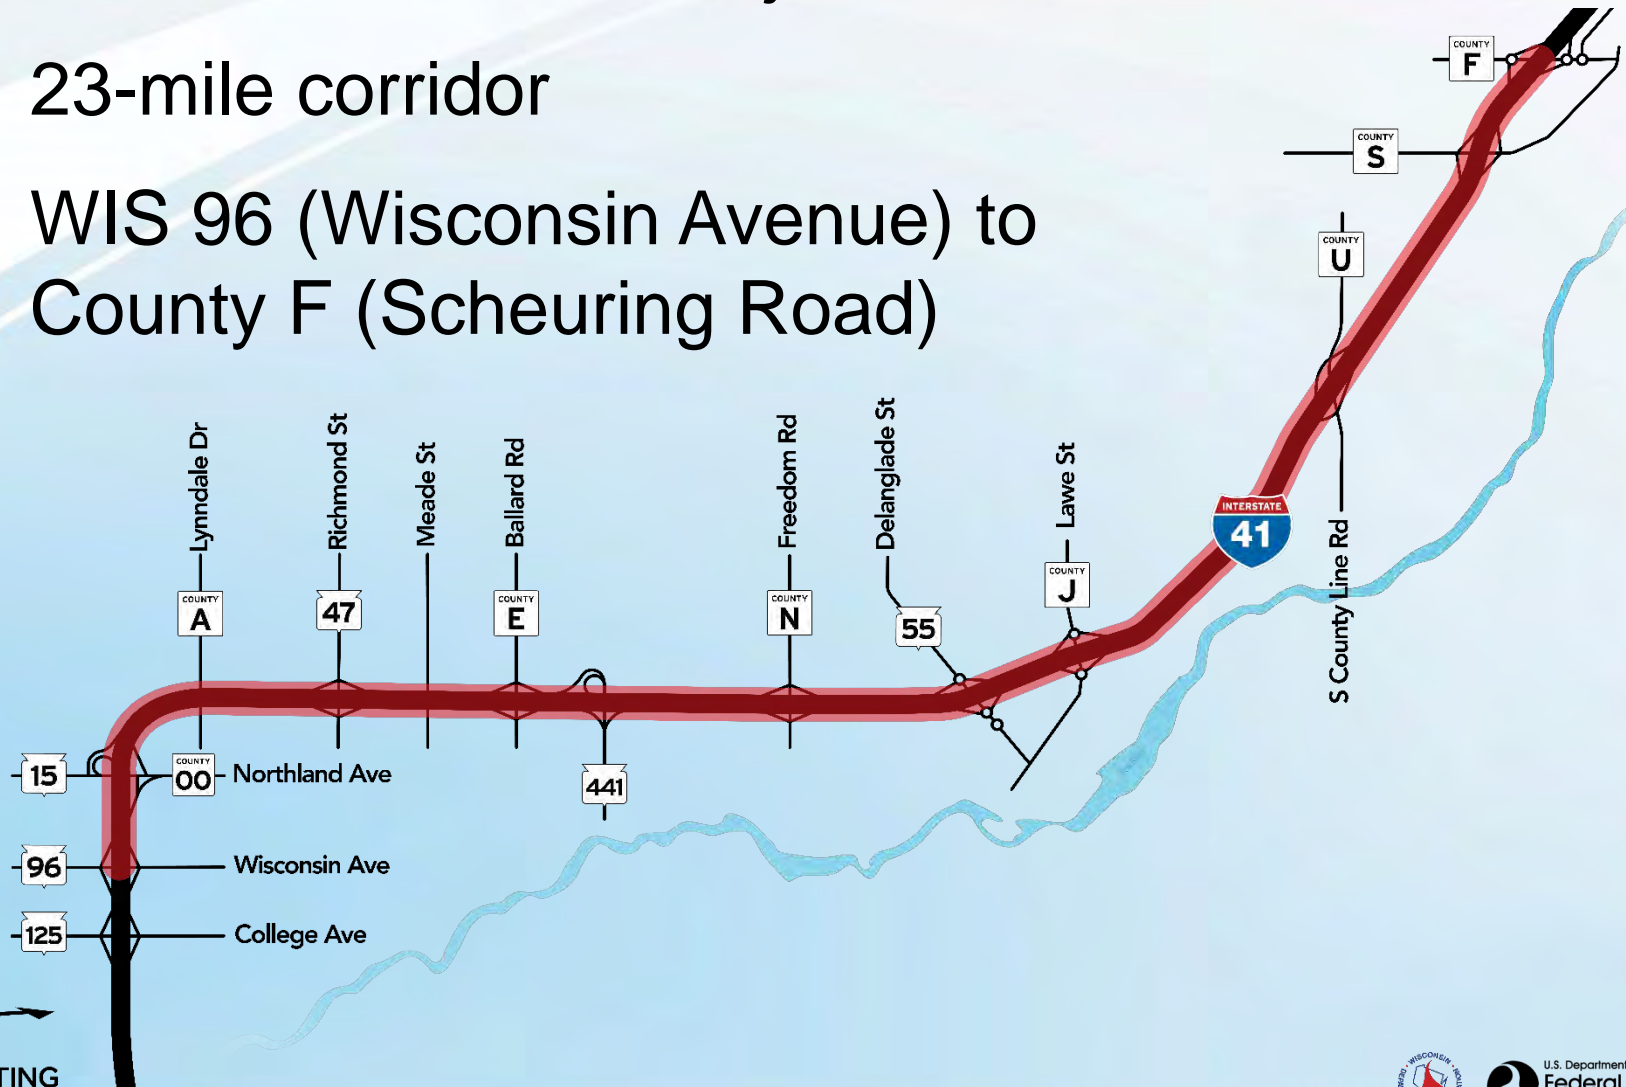 23-mile corridor
WIS 96 (Wisconsin Avenue) to
County F (Scheuring Road)
COUNTY
F
COUNTY
S
COUNTY
U
Lynndale Dr
Richmond St
Meade St
Ballard Rd
Freedom Rd
Delanglade St
Lawe St
INTERSTATE
41
S County Line Rd
COUNTY
A
47
COUNTY
E
COUNTY
N
55
COUNTY
J
15
COUNTY
OO
Northland Ave
441
96
Wisconsin Ave
125
College Ave
TING
WISCONSIN
U.S. Department
Federal